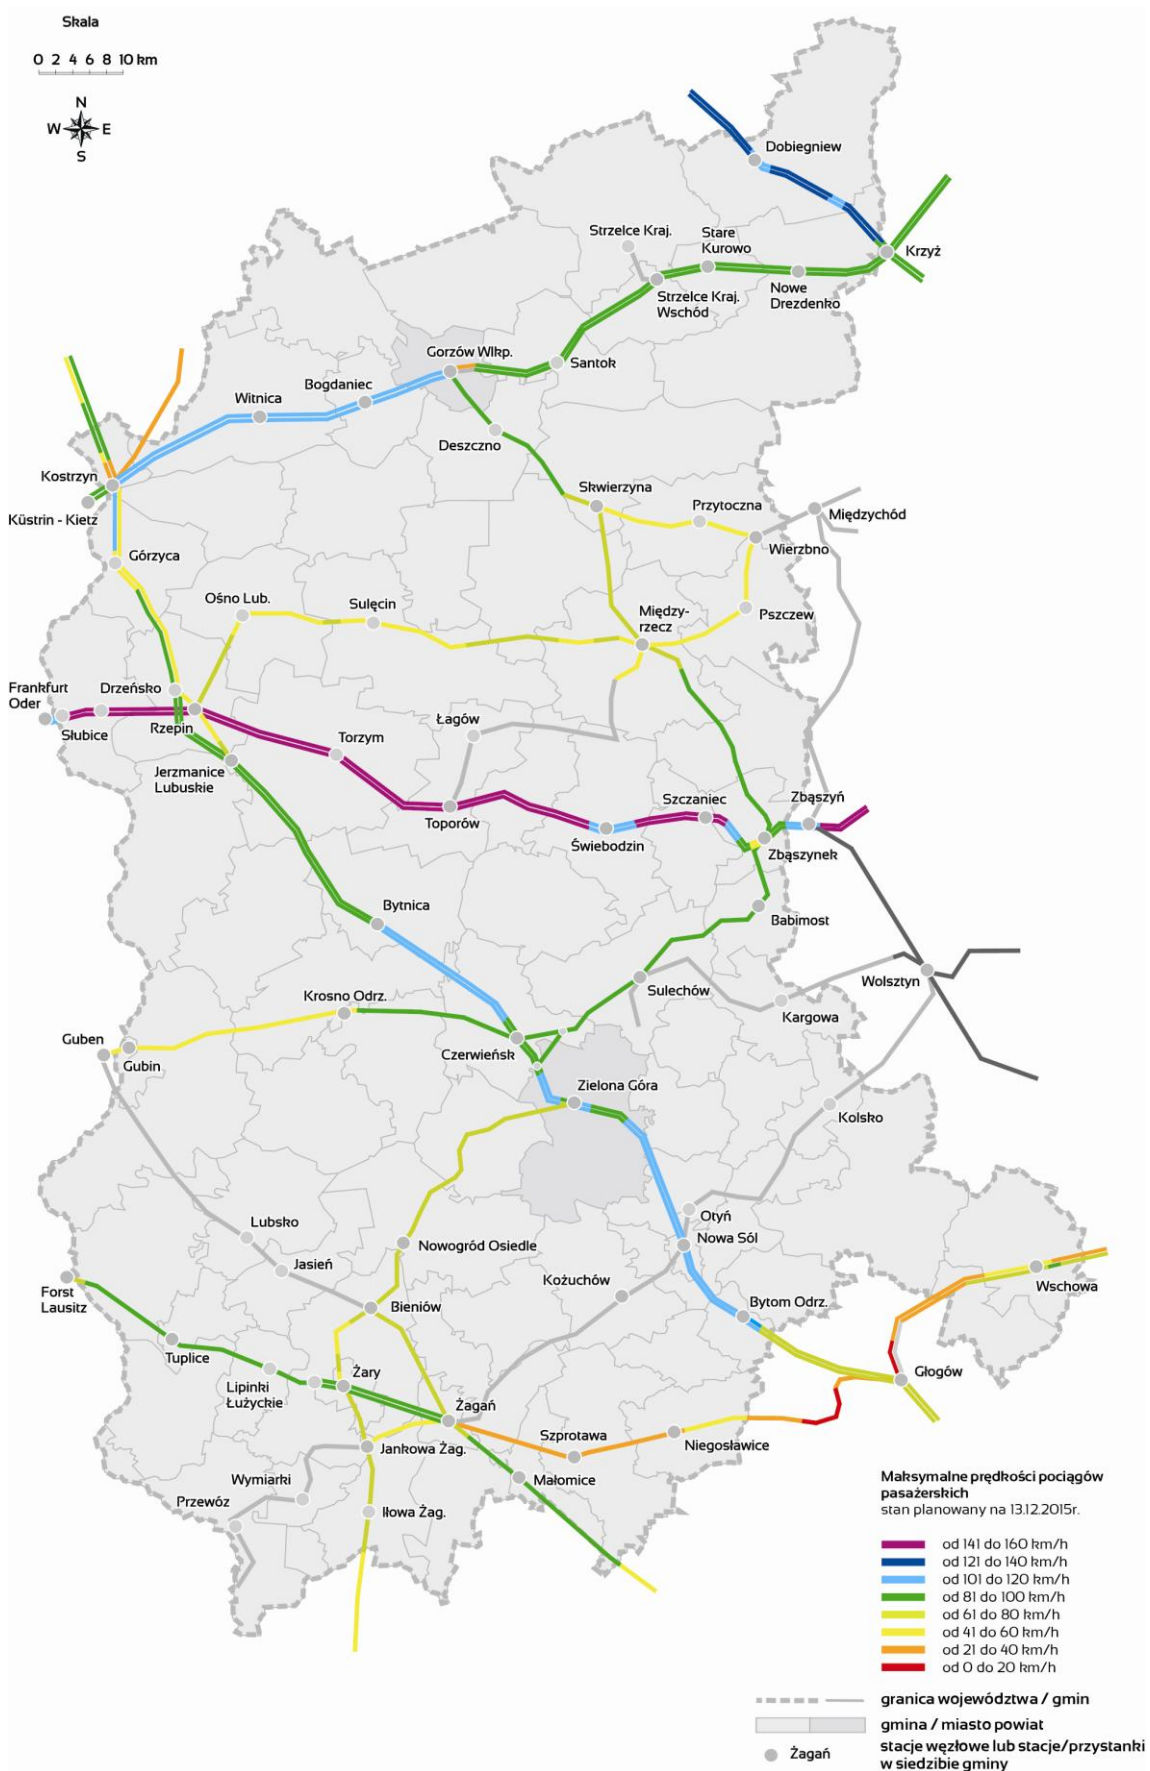 Skala
0 2 4 6 8 10 km
N
W E
S
Dobiegniew
Strzelce Kraj.
Stare
Kurowo
Krzyż
Strzelce Kraj.
Wschód
Nowe
Drezdenko
Gorzów Wlkp.
Santok
Bogdaniec
Witnica
Deszczno
Kostrzyn
Küstrin - Kietz
Skwierzyna
Przytoczna
Międzychód
Wierzbno
Górzyca
Ośno Lub.
Sulęcin
Między-
rzecz
Pszczew
Frankfurt
Oder
Drzeńsko
Słubice
Rzepin
Łagów
Torzym
Jerzmanice
Lubuskie
Toporów
Świebodzin
Szczaniec
Zbąszyń
Zbąszynek
Bytnica
Babimost
Wolsztyn
Sulechów
Kargowa
Krosno Odrz.
Guben
Gubin
Czerwieńsk
Zielona Góra
Kolsko
Otyń
Nowa Sól
Lubsko
Nowogród Osiedle
Jasień
Kożuchów
Forst
Lausitz
Bieniów
Bytom Odrz.
Wschowa
Tuplice
Lipinki
Łużyckie
Żary
Głogów
Żagań
Szprotawa
Niegosławice
Jankowa Żag.
Wymiarki
Małomice
Przewóz
Iłowa Żag.
Maksymalne prędkości pociągów
pasażerskich
stan planowany na 13.12.2015r.
od 141 do 160 km/h
od 121 do 140 km/h
od 101 do 120 km/h
od 81 do 100 km/h
od 61 do 80 km/h
od 41 do 60 km/h
od 21 do 40 km/h
od 0 do 20 km/h
granica województwa / gmin
gmina / miasto powiat
Żagań
stacje węzłowe lub stacje/przystanki
w siedzibie gminy